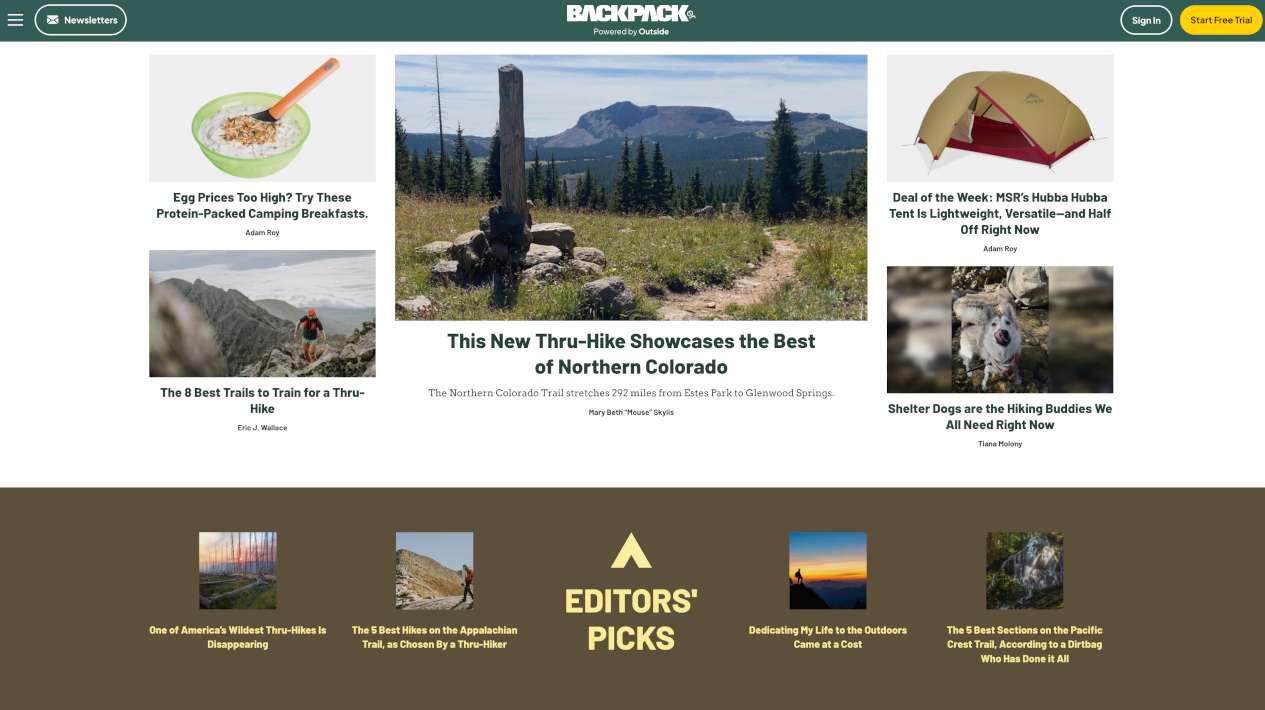 Newsletters
BACKPACKER
Powered by Outside
Sign In
Start Free Trial
Egg Prices Too High? Try These
Protein-Packed Camping Breakfasts.
Adam Roy
The 8 Best Trails to Train for a Thru-
Hike
Eric J. Wallace
This New Thru-Hike Showcases the Best
of Northern Colorado
The Northern Colorado Trail stretches 292 miles from Estes Park to Glenwood Springs.
Mary Beth "Mouse" Skylis
MSR
Deal of the Week: MSR's Hubba Hubba
Tent Is Lightweight, Versatile—and Half
Off Right Now
Adam Roy
Shelter Dogs are the Hiking Buddies We
All Need Right Now
Tiana Molony
One of America's Wildest Thru-Hikes Is
Disappearing
The 5 Best Hikes on the Appalachian
Trail, as Chosen By a Thru-Hiker
EDITORS'
PICKS
Dedicating My Life to the Outdoors
Came at a Cost
The 5 Best Sections on the Pacific
Crest Trail, According to a Dirtbag
Who Has Done it All